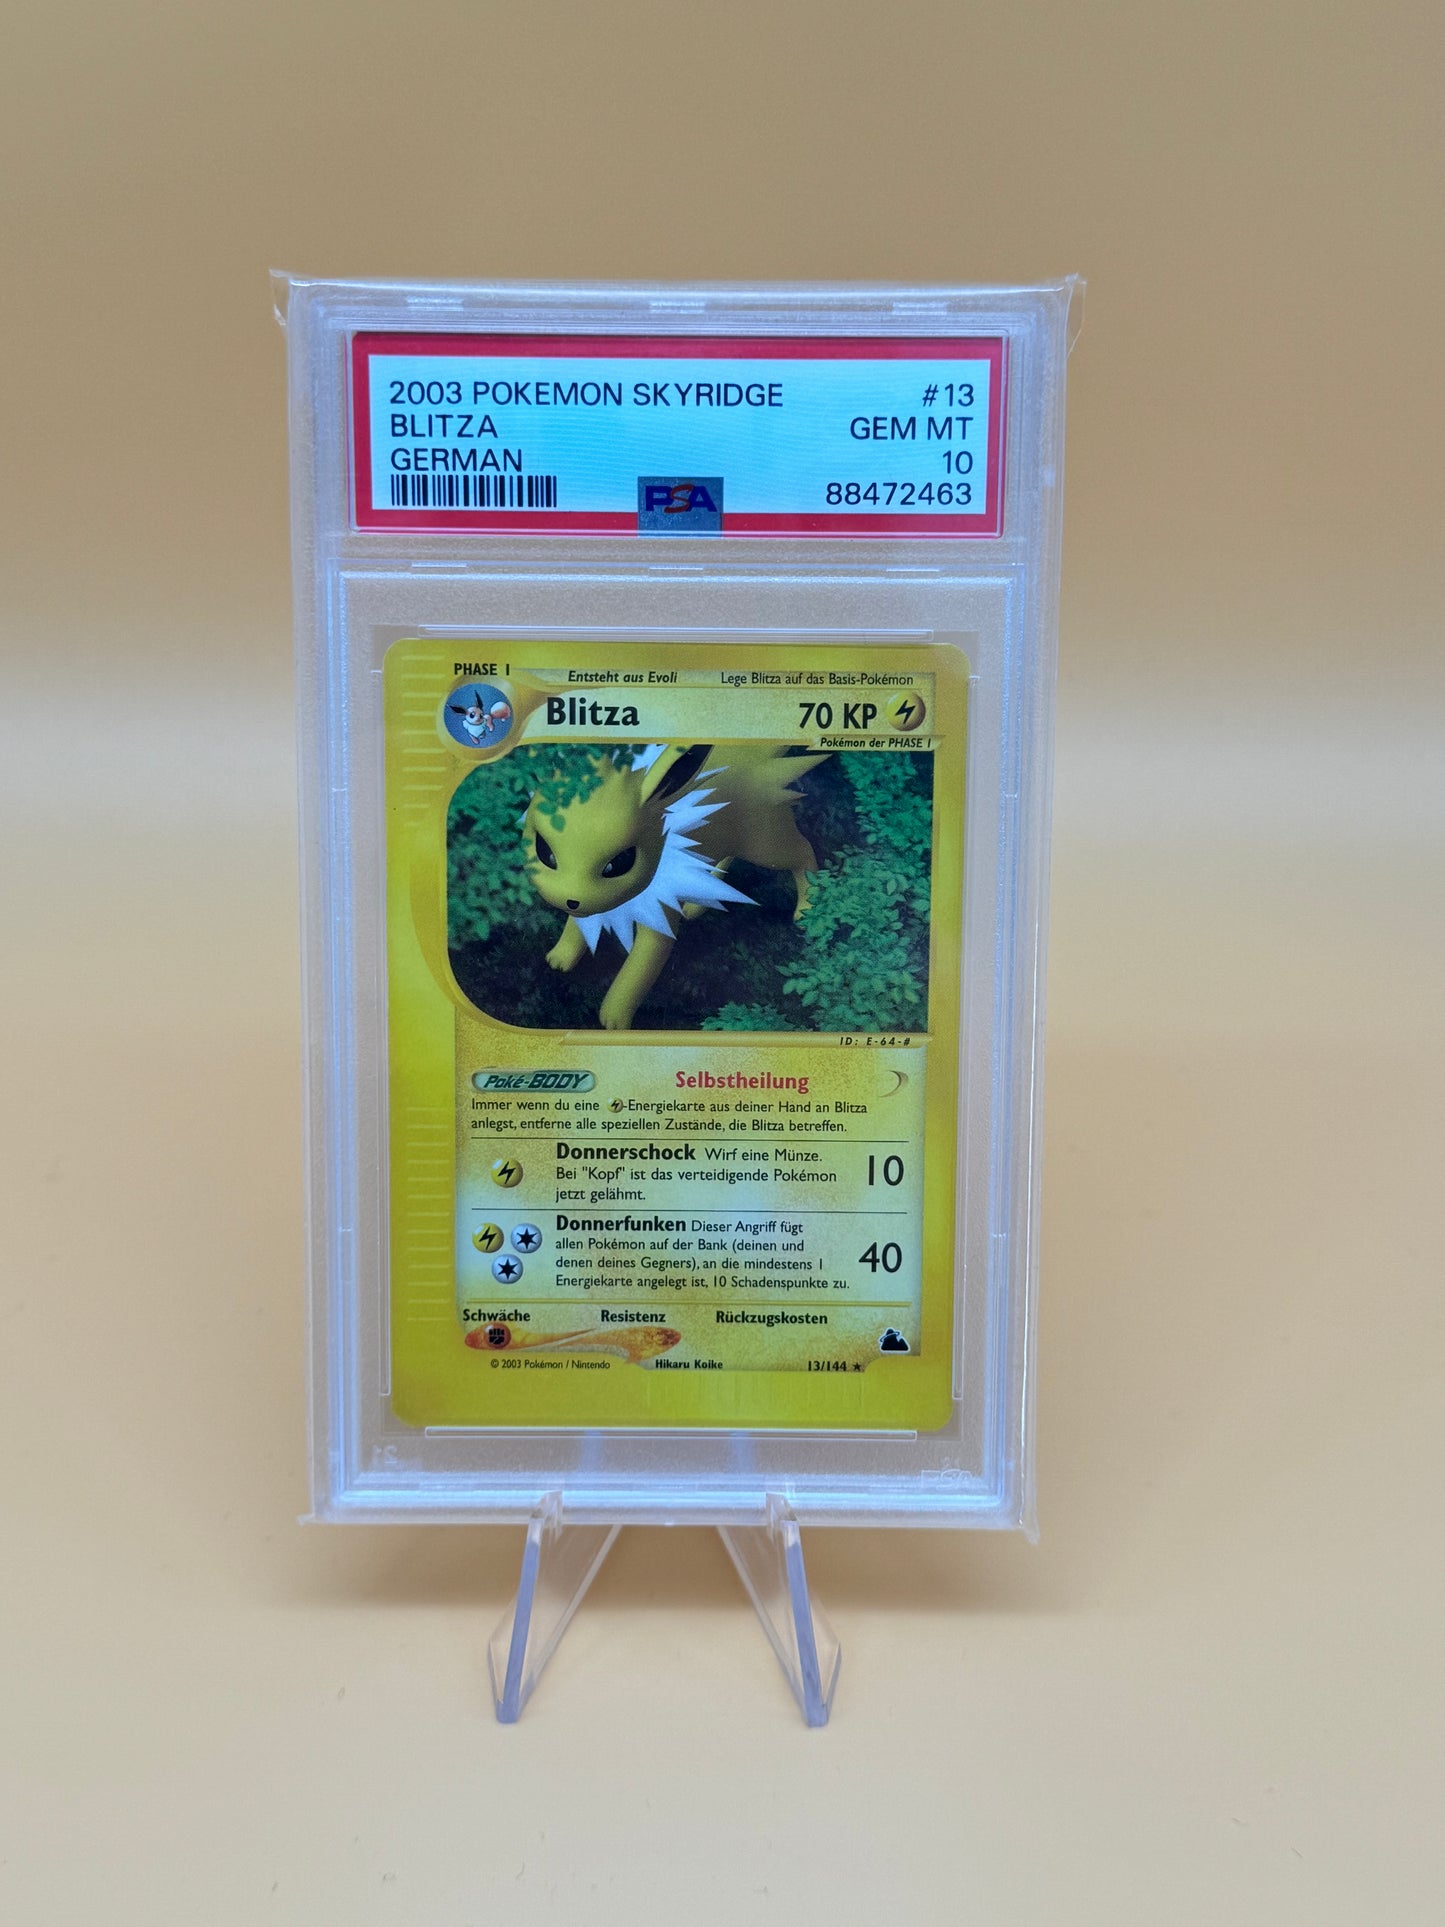 2003 POKEMON SKYRIDGE #13
BLITZA GEM MT
GERMAN 10
PSA 88472463
PHASE 1 Entsteht aus Evoli Lege Blitza auf das Basis-Pokémon
Blitza 70 KP
Pokémon der PHASE 1
ID: E-64-#
Poké-BODY Selbstheilung
Immer wenn du eine -Energiekarte aus deiner Hand an Blitza
anlegst, entferne alle speziellen Zustände, die Blitza betreffen.
Donnerschock Wirf eine Münze.
Bei "Kopf" ist das verteidigende Pokémon 10
jetzt gelähmt.
Donnerfunken Dieser Angriff fügt
allen Pokémon auf der Bank (deinen und
denen deines Gegners), an die mindestens 1 40
Energiekarte angelegt ist, 10 Schadenspunkte zu.
Schwäche Resistenz Rückzugskosten
© 2003 Pokémon / Nintendo Hikaru Koike 13/144 ★
PSA